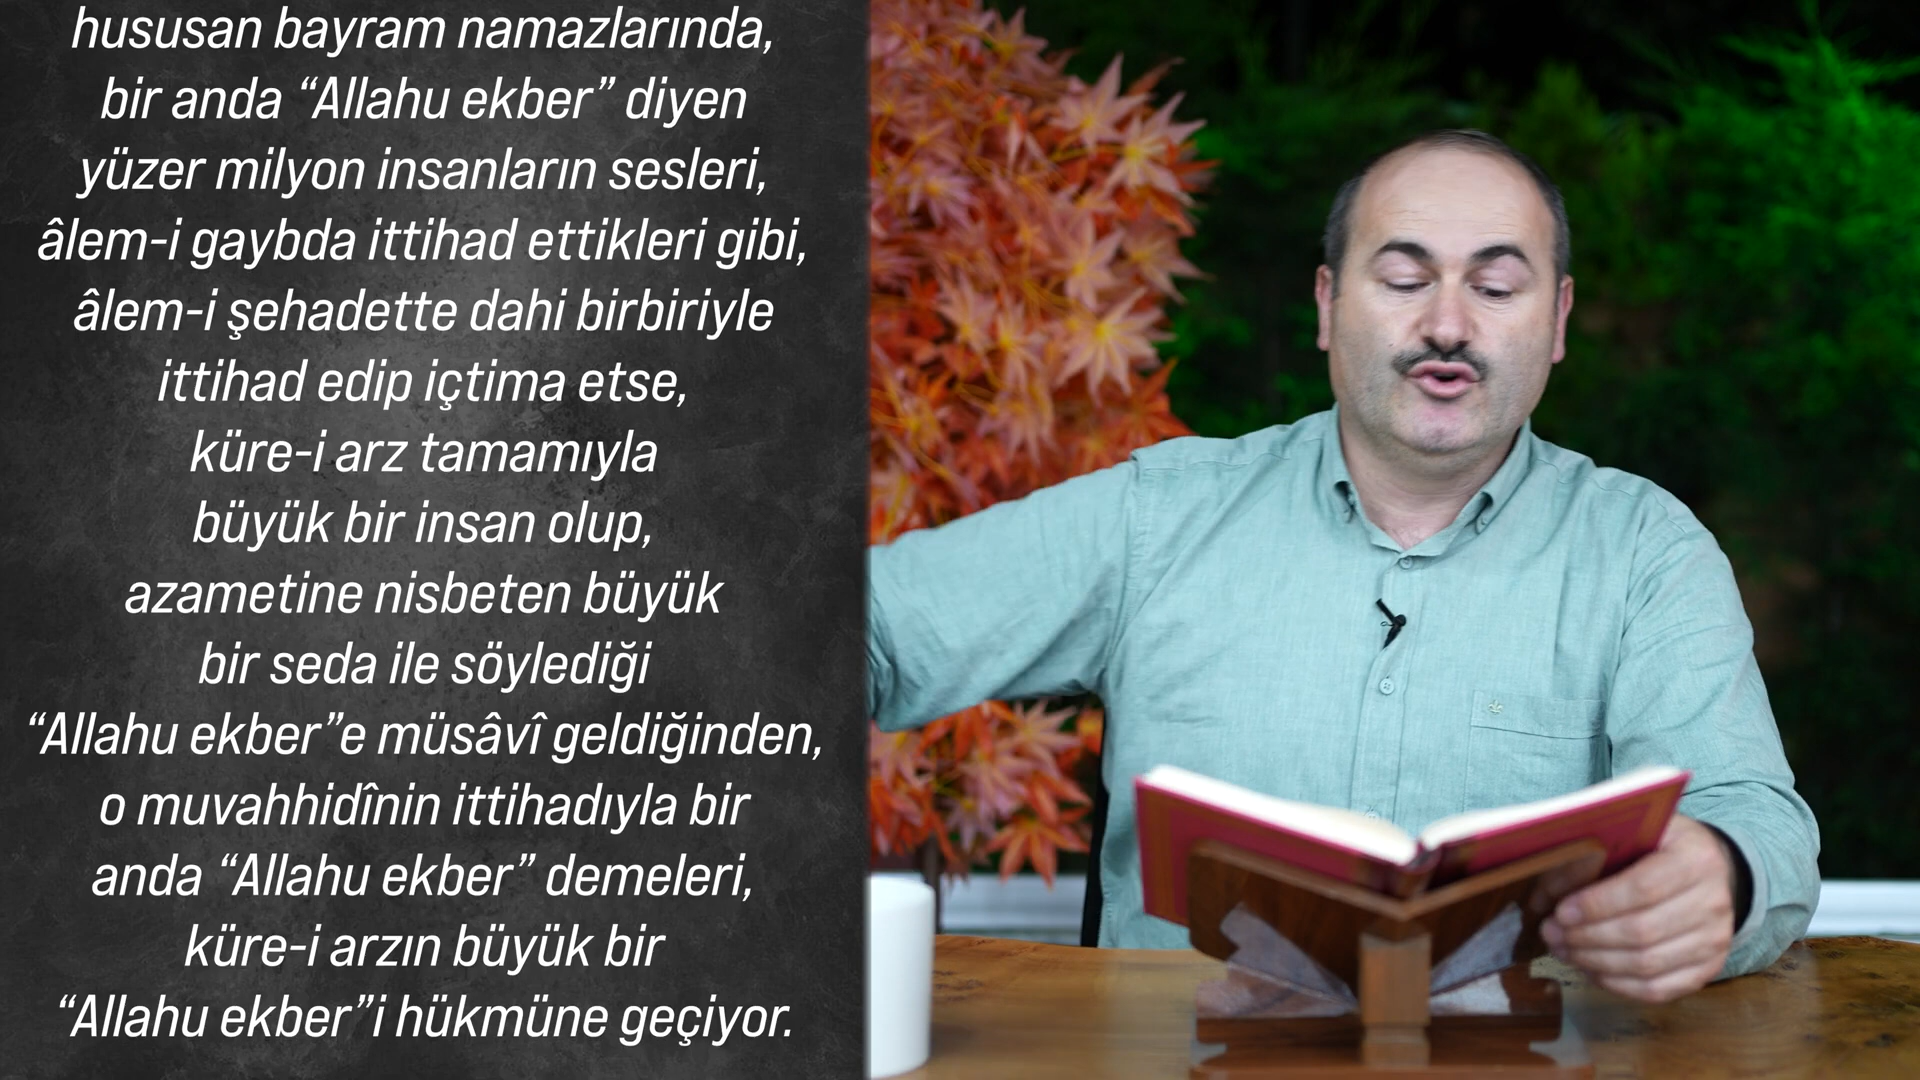 hususan bayram namazlarında,
bir anda “Allahu ekber” diyen
yüzer milyon insanların sesleri,
âlem-i gaybda ittihad ettikleri gibi,
âlem-i şehadette dahi birbiriyle
ittihad edip içtima etse,
küre-i arz tamamıyla
büyük bir insan olup,
azametine nisbeten büyük
bir seda ile söylediği
“Allahu ekber”e müsâvî geldiğinden,
o muvahhidînin ittihadıyla bir
anda “Allahu ekber” demeleri,
küre-i arzın büyük bir
“Allahu ekber”i hükmüne geçiyor.